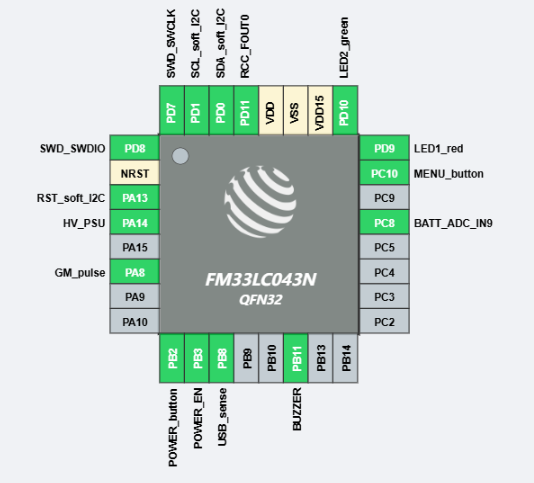 SWD_SWCLK
SCL_soft_I2C
SDA_soft_I2C
RCC_FOUT0
LED2_green
PD7
PD1
PD0
PD11
VDD
VSS
VDD15
PD10
SWD_SWDIO
PD8
NRST
RST_soft_I2C
PA13
HV_PSU
PA14
PA15
GM_pulse
PA8
PA9
PA10
FM33LC043N
QFN32
PD9
LED1_red
PC10
MENU_button
PC9
PC8
BATT_ADC_IN9
PC5
PC4
PC3
PC2
PB2
PB3
PB8
PB9
PB10
PB11
PB13
PB14
POWER_button
POWER_EN
USB_sense
BUZZER